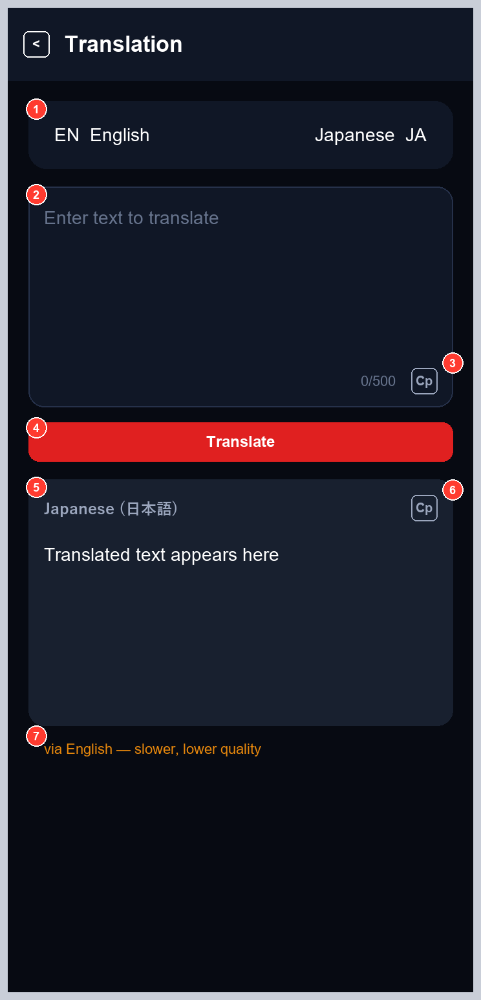 < Translation
1
EN English Japanese JA
2
Enter text to translate
3
0/500 Cp
4
Translate
5
6
Japanese (日本語) Cp
Translated text appears here
7
via English — slower, lower quality